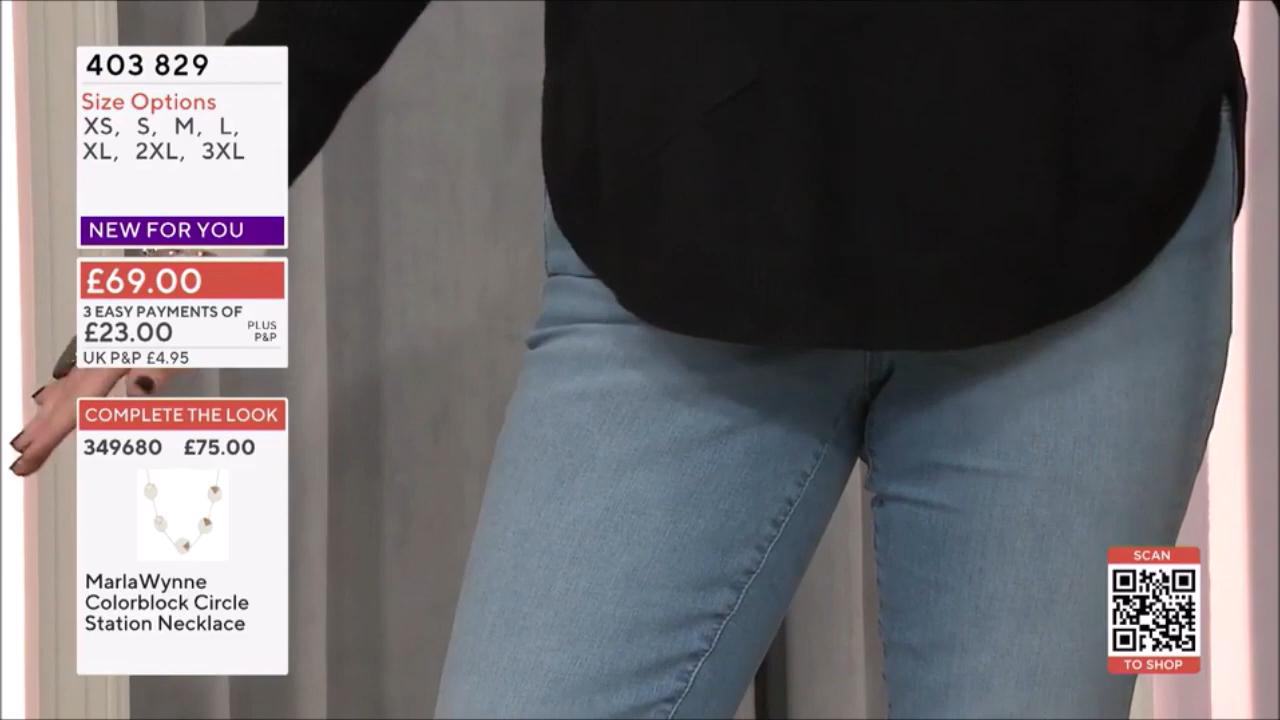 403 829
Size Options
XS, S, M, L,
XL, 2XL, 3XL
NEW FOR YOU
£69.00
3 EASY PAYMENTS OF
£23.00 PLUS P&P
UK P&P £4.95
COMPLETE THE LOOK
349680 £75.00
MarlaWynne
Colorblock Circle
Station Necklace
SCAN
TO SHOP